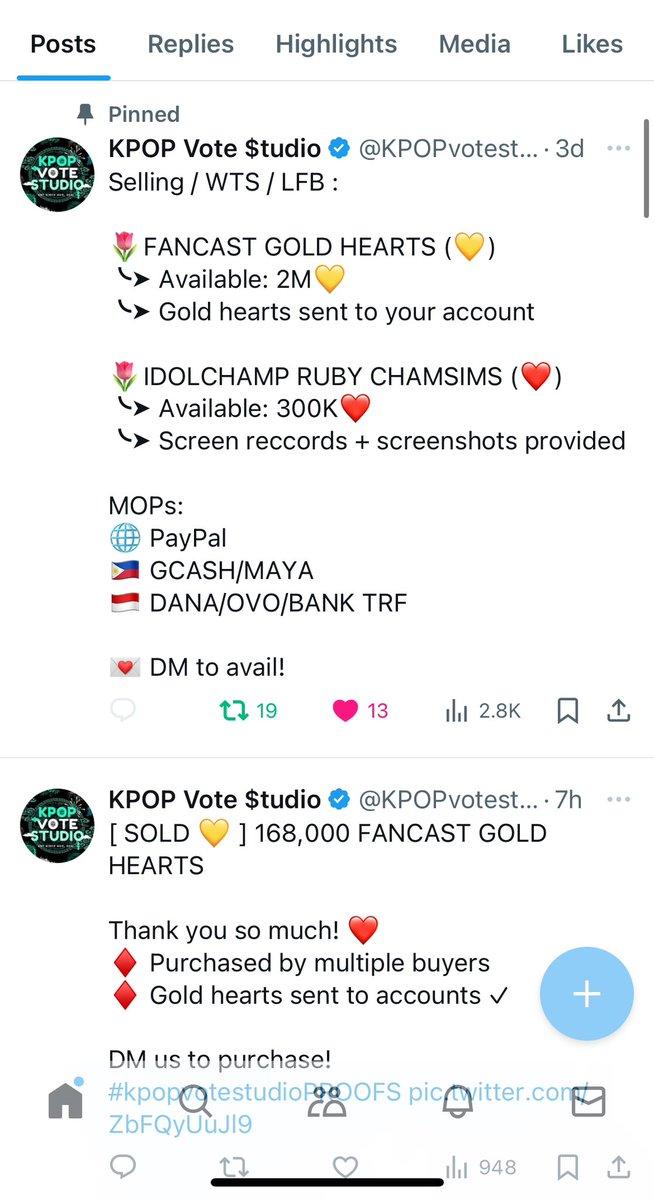 Posts Replies Highlights Media Likes
Pinned
KPOP Vote $tudio @KPOPvotest... · 3d
Selling / WTS / LFB :
🌷FANCAST GOLD HEARTS (💛)
⤷ Available: 2M💛
⤷ Gold hearts sent to your account
🌷IDOLCHAMP RUBY CHAMSIMS (❤️)
⤷ Available: 300K❤️
⤷ Screen reccords + screenshots provided
MOPs:
🌐 PayPal
🇵🇭 GCASH/MAYA
🇮🇩 DANA/OVO/BANK TRF
💌 DM to avail!
19 13 2.8K
KPOP VOTE STUDIO
KPOP Vote $tudio @KPOPvotest... · 7h
[ SOLD 💛 ] 168,000 FANCAST GOLD
HEARTS
Thank you so much! ❤️
♦️ Purchased by multiple buyers
♦️ Gold hearts sent to accounts ✓
DM us to purchase!
#kpopvotestudioPROOFS pic.twitter.com/
ZbFQyUuJI9
948
KPOP VOTE STUDIO